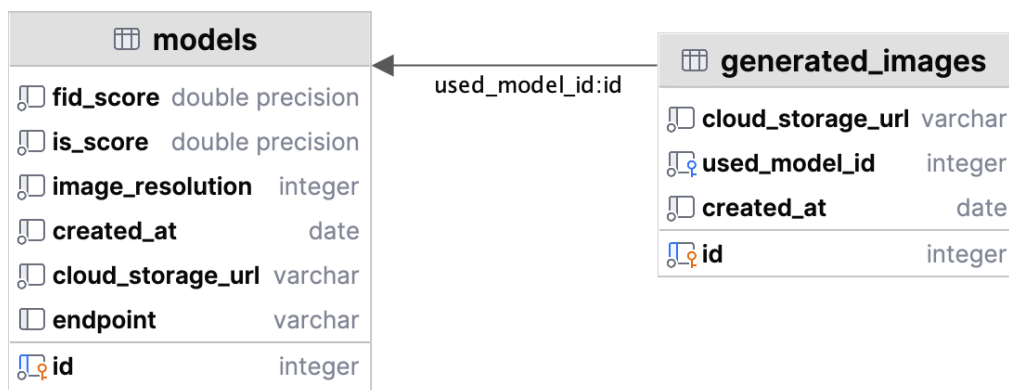 models
fid_score double precision
is_score double precision
image_resolution integer
created_at date
cloud_storage_url varchar
endpoint varchar
id integer
used_model_id:id
generated_images
cloud_storage_url varchar
used_model_id integer
created_at date
id integer